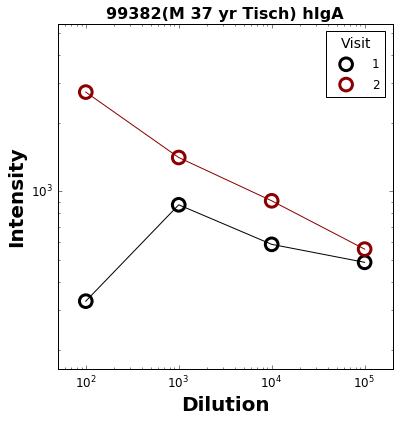 99382(M 37 yr Tisch) hIgA
Visit
1
2
Intensity
10³
10² 10³ 10⁴ 10⁵
Dilution